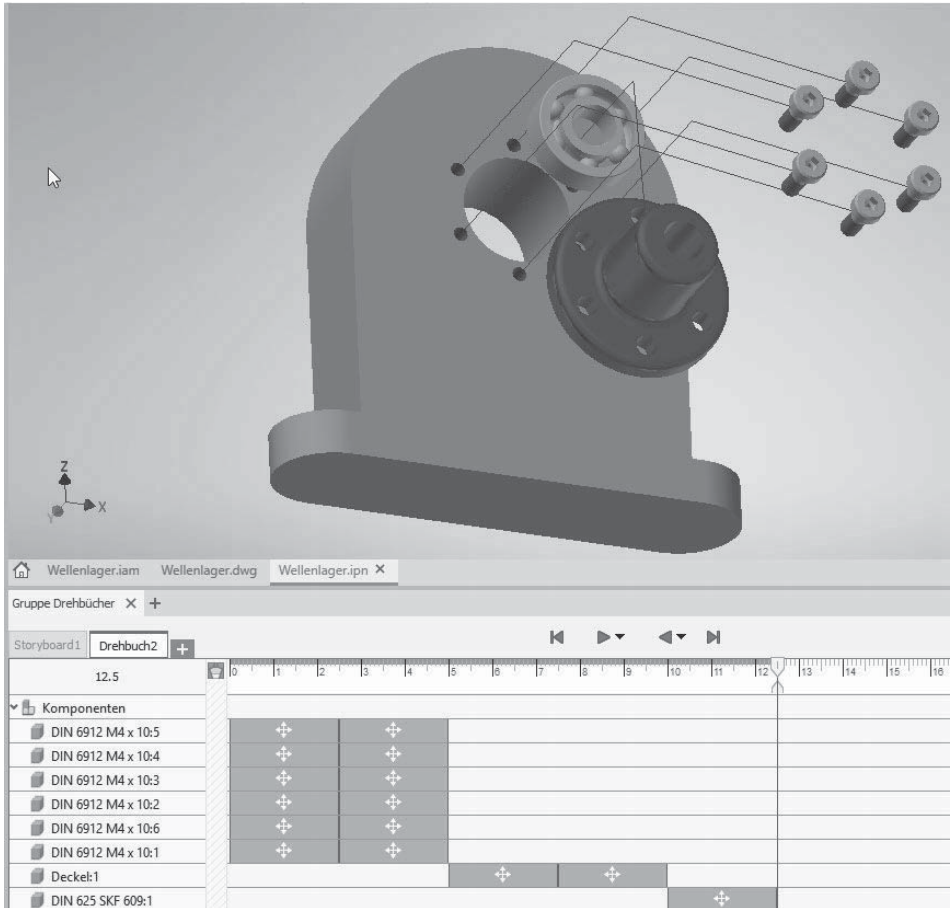 Z
X
Y
Wellenlager.iam Wellenlager.dwg Wellenlager.ipn
Gruppe Drehbücher
Storyboard1 Drehbuch2
12.5 0 1 2 3 4 5 6 7 8 9 10 11 12 13 14 15 16
Komponenten
DIN 6912 M4 x 10:5
DIN 6912 M4 x 10:4
DIN 6912 M4 x 10:3
DIN 6912 M4 x 10:2
DIN 6912 M4 x 10:6
DIN 6912 M4 x 10:1
Deckel:1
DIN 625 SKF 609:1